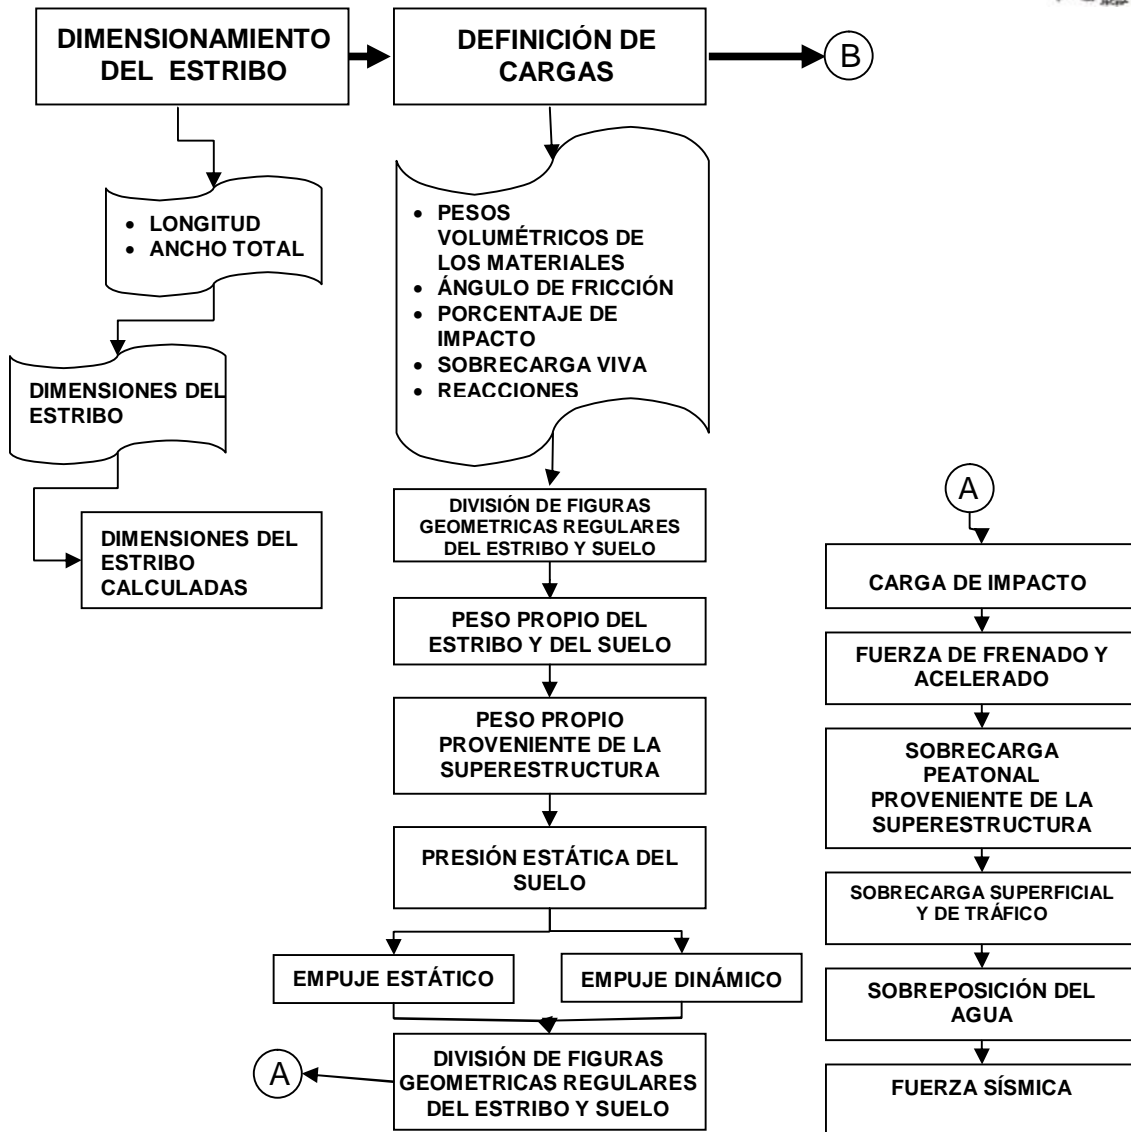 DIMENSIONAMIENTO
DEL ESTRIBO
DEFINICIÓN DE
CARGAS
B
• LONGITUD
• ANCHO TOTAL
DIMENSIONES DEL
ESTRIBO
DIMENSIONES DEL
ESTRIBO
CALCULADAS
• PESOS
VOLUMÉTRICOS DE
LOS MATERIALES
• ÁNGULO DE FRICCIÓN
• PORCENTAJE DE
IMPACTO
• SOBRECARGA VIVA
• REACCIONES
DIVISIÓN DE FIGURAS
GEOMETRICAS REGULARES
DEL ESTRIBO Y SUELO
PESO PROPIO DEL
ESTRIBO Y DEL SUELO
PESO PROPIO
PROVENIENTE DE LA
SUPERESTRUCTURA
PRESIÓN ESTÁTICA DEL
SUELO
EMPUJE ESTÁTICO
EMPUJE DINÁMICO
DIVISIÓN DE FIGURAS
GEOMETRICAS REGULARES
DEL ESTRIBO Y SUELO
A
A
CARGA DE IMPACTO
FUERZA DE FRENADO Y
ACELERADO
SOBRECARGA
PEATONAL
PROVENIENTE DE LA
SUPERESTRUCTURA
SOBRECARGA SUPERFICIAL
Y DE TRÁFICO
SOBREPOSICIÓN DEL
AGUA
FUERZA SÍSMICA